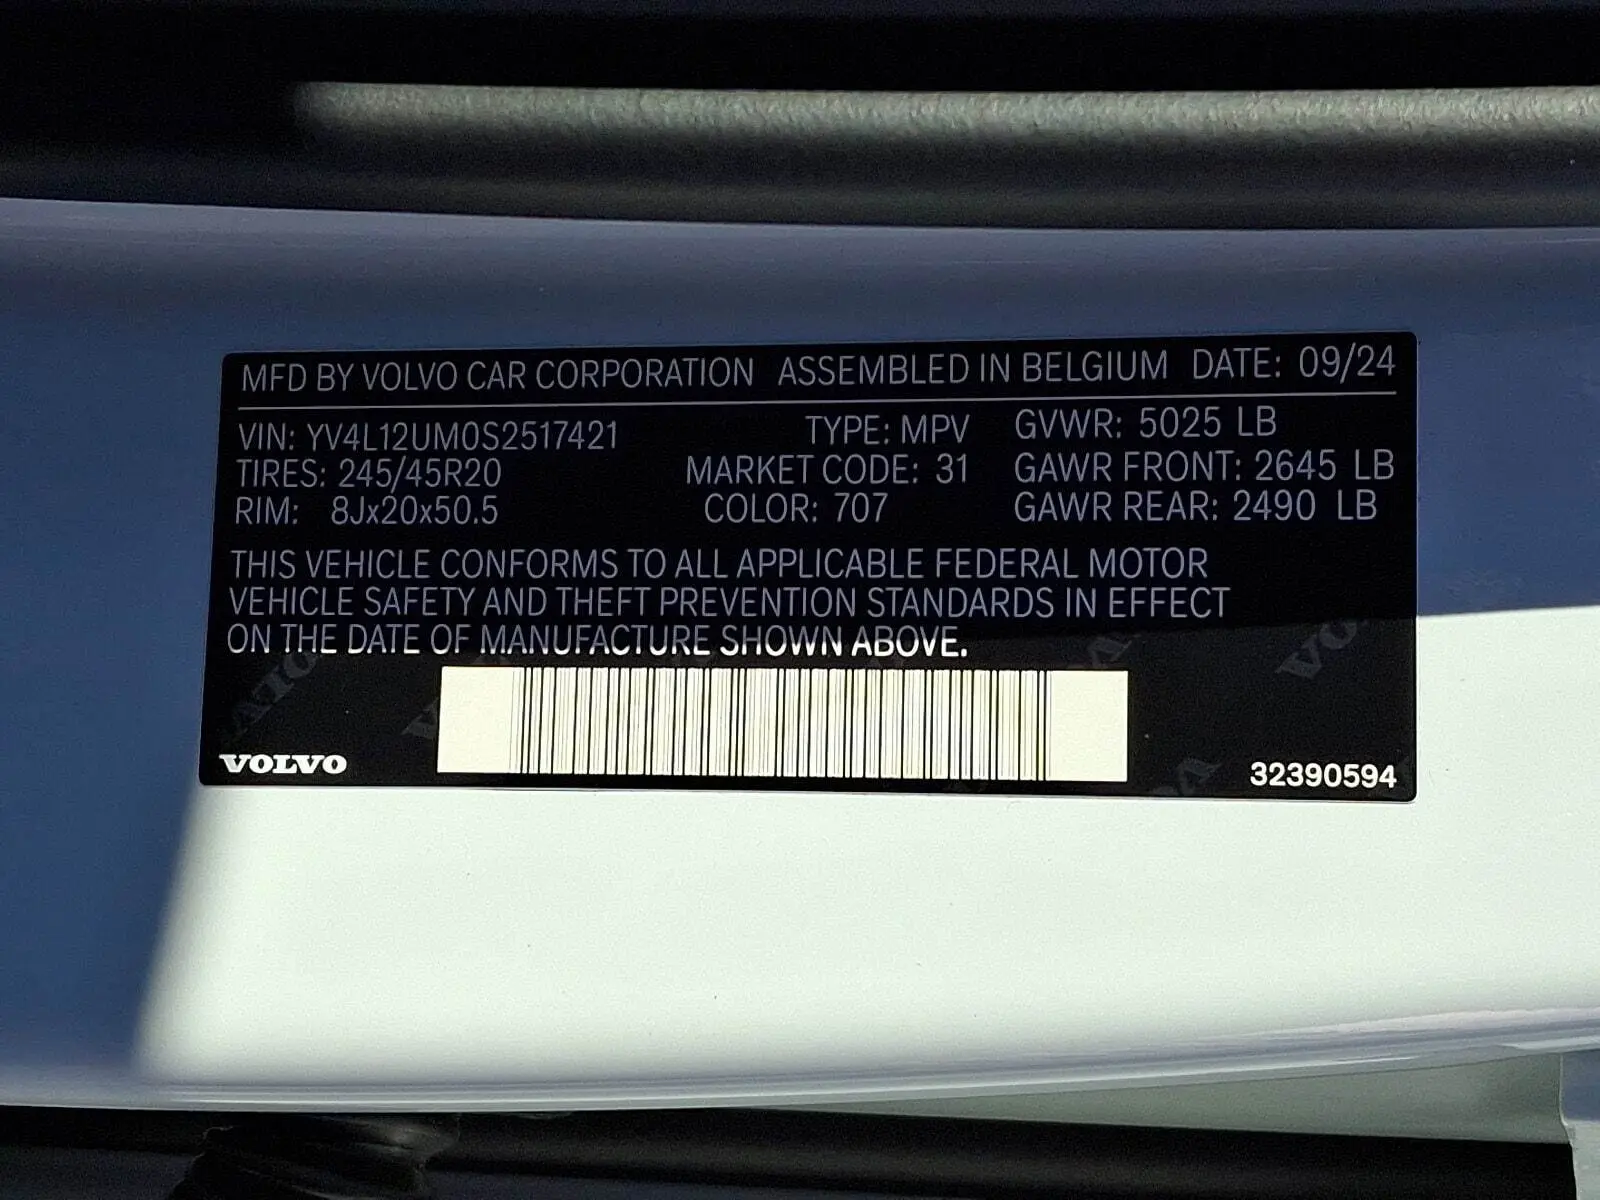 MFD BY VOLVO CAR CORPORATION ASSEMBLED IN BELGIUM DATE: 09/24
VIN: YV4L12UM0S2517421 TYPE: MPV GVWR: 5025 LB
TIRES: 245/45R20 MARKET CODE: 31 GAWR FRONT: 2645 LB
RIM: 8Jx20x50.5 COLOR: 707 GAWR REAR: 2490 LB
THIS VEHICLE CONFORMS TO ALL APPLICABLE FEDERAL MOTOR
VEHICLE SAFETY AND THEFT PREVENTION STANDARDS IN EFFECT
ON THE DATE OF MANUFACTURE SHOWN ABOVE.
VOLVO 32390594